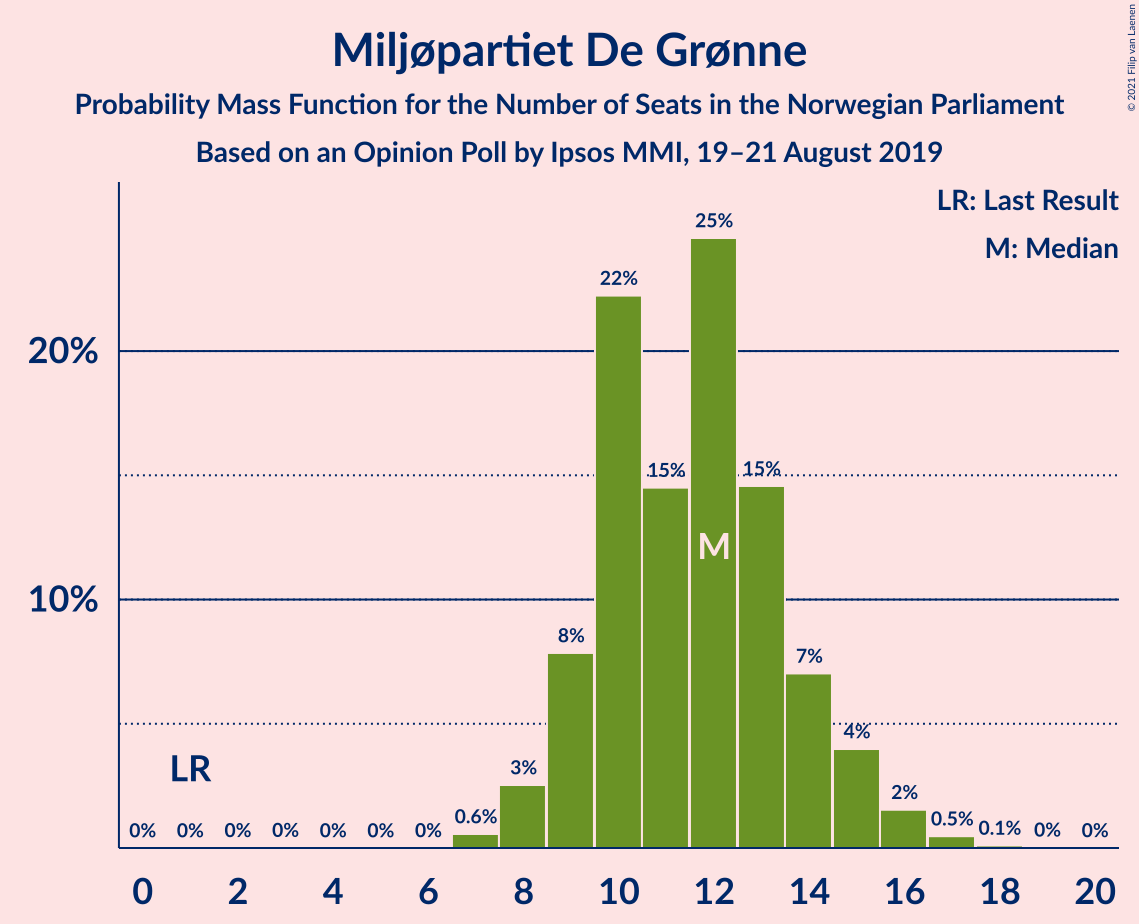 Miljøpartiet De Grønne
Probability Mass Function for the Number of Seats in the Norwegian Parliament
Based on an Opinion Poll by Ipsos MMI, 19–21 August 2019
© 2021 Filip van Laenen
LR: Last Result
M: Median
25%
22%
20%
15%
15%
M
10%
8%
7%
4%
LR
3%
2%
0% 0% 0% 0% 0% 0% 0% 0.6% 0.5% 0.1% 0% 0%
0 2 4 6 8 10 12 14 16 18 20